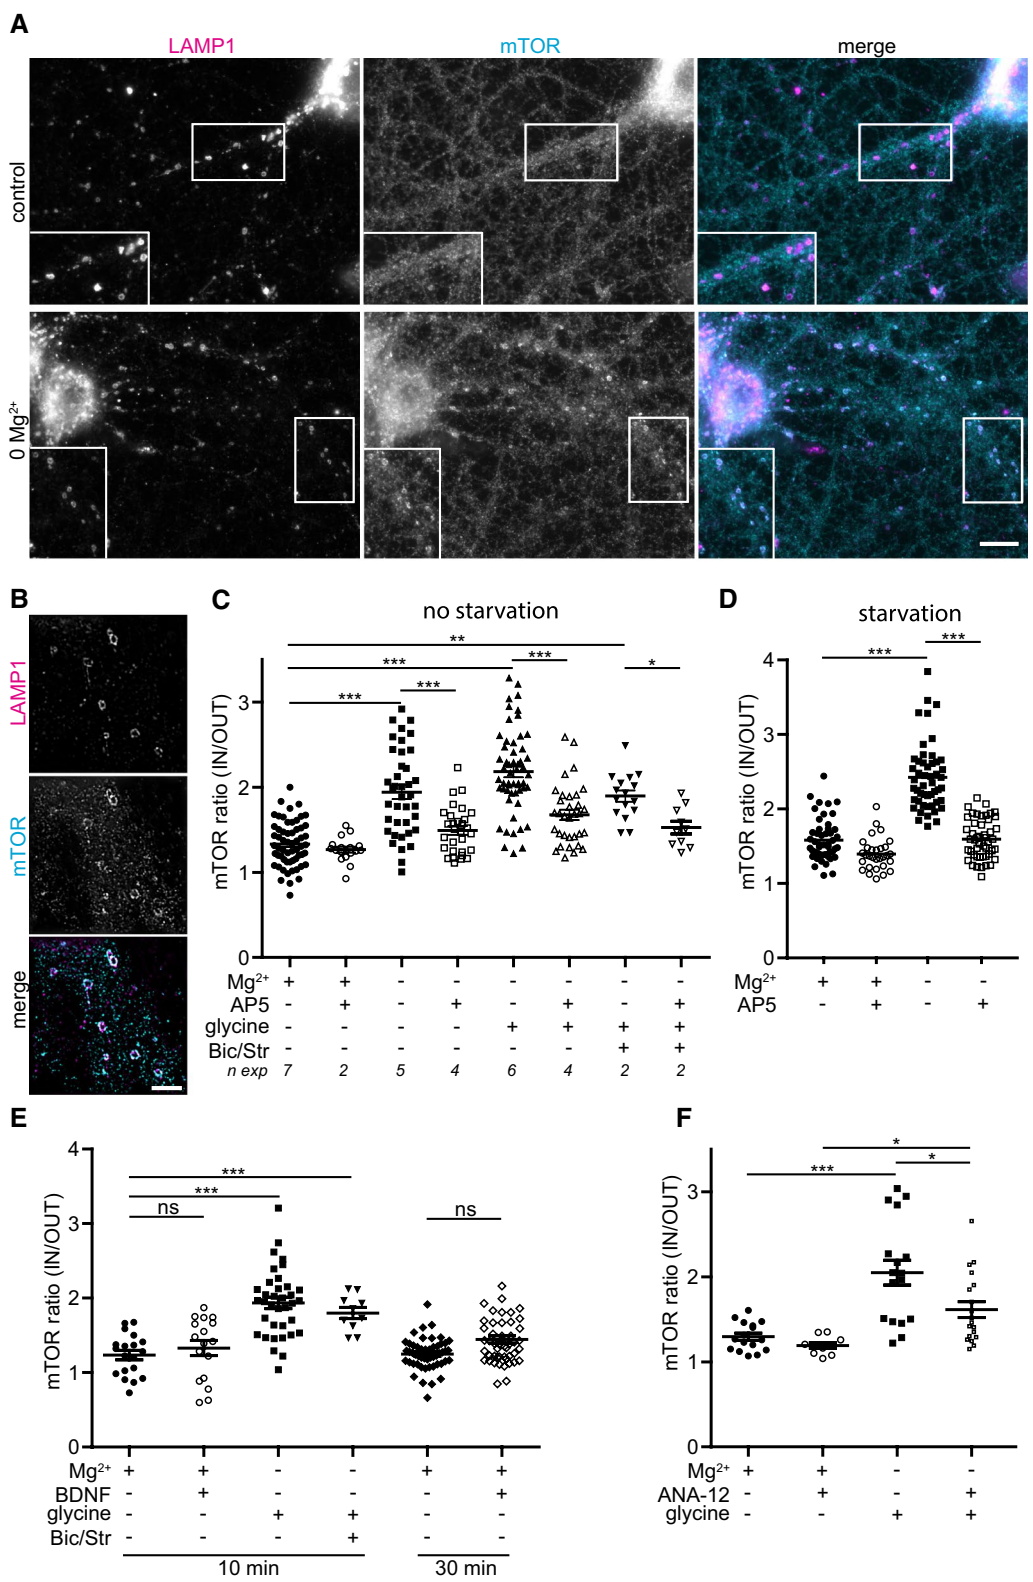 A
LAMP1 mTOR merge
control
0 Mg²⁺
B
LAMP1
mTOR
merge
C
no starvation
**
*** *** *
*** ***
mTOR ratio (IN/OUT)
3
2
1
0
Mg²⁺ + + - - - - + +
AP5 - + - + - + - +
glycine - - - - + + + +
Bic/Str - - - - - - + +
n exp 7 2 5 4 6 4 2 2
D
starvation
***
***
mTOR ratio (IN/OUT)
4
3
2
1
0
Mg²⁺ + + - -
AP5 - + - +
E
***
***
ns ns
mTOR ratio (IN/OUT)
4
3
2
1
0
Mg²⁺ + + - - + +
BDNF - + - - - +
glycine - - + + - -
Bic/Str - - - + - -
10 min 30 min
F
*
*
***
mTOR ratio (IN/OUT)
3
2
1
0
Mg²⁺ + + - -
ANA-12 - + - +
glycine - - + +